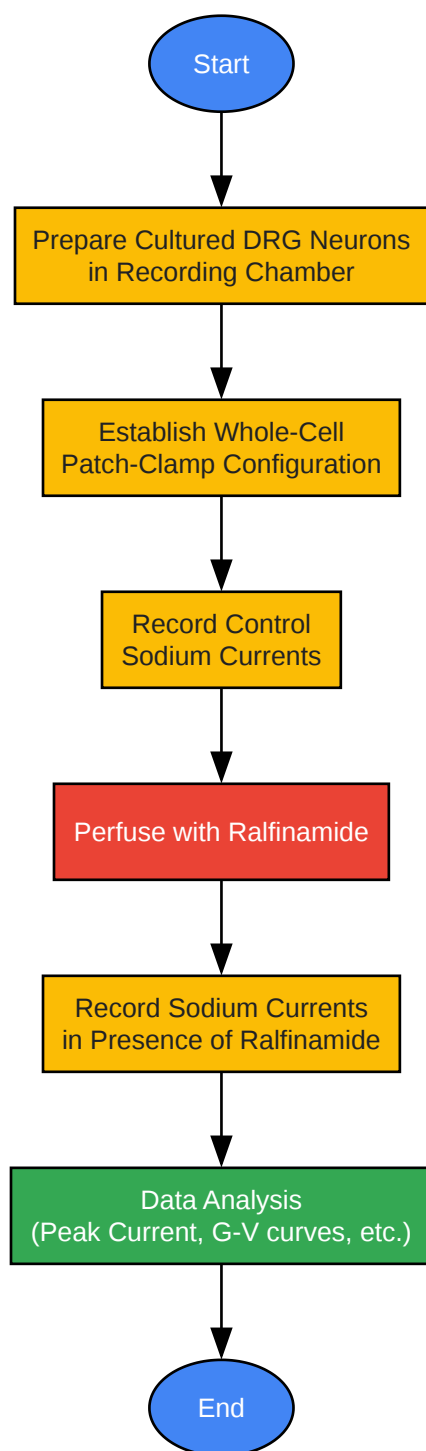 Start
Prepare Cultured DRG Neurons
in Recording Chamber
Establish Whole-Cell
Patch-Clamp Configuration
Record Control
Sodium Currents
Perfuse with Ralfinamide
Record Sodium Currents
in Presence of Ralfinamide
Data Analysis
(Peak Current, G-V curves, etc.)
End